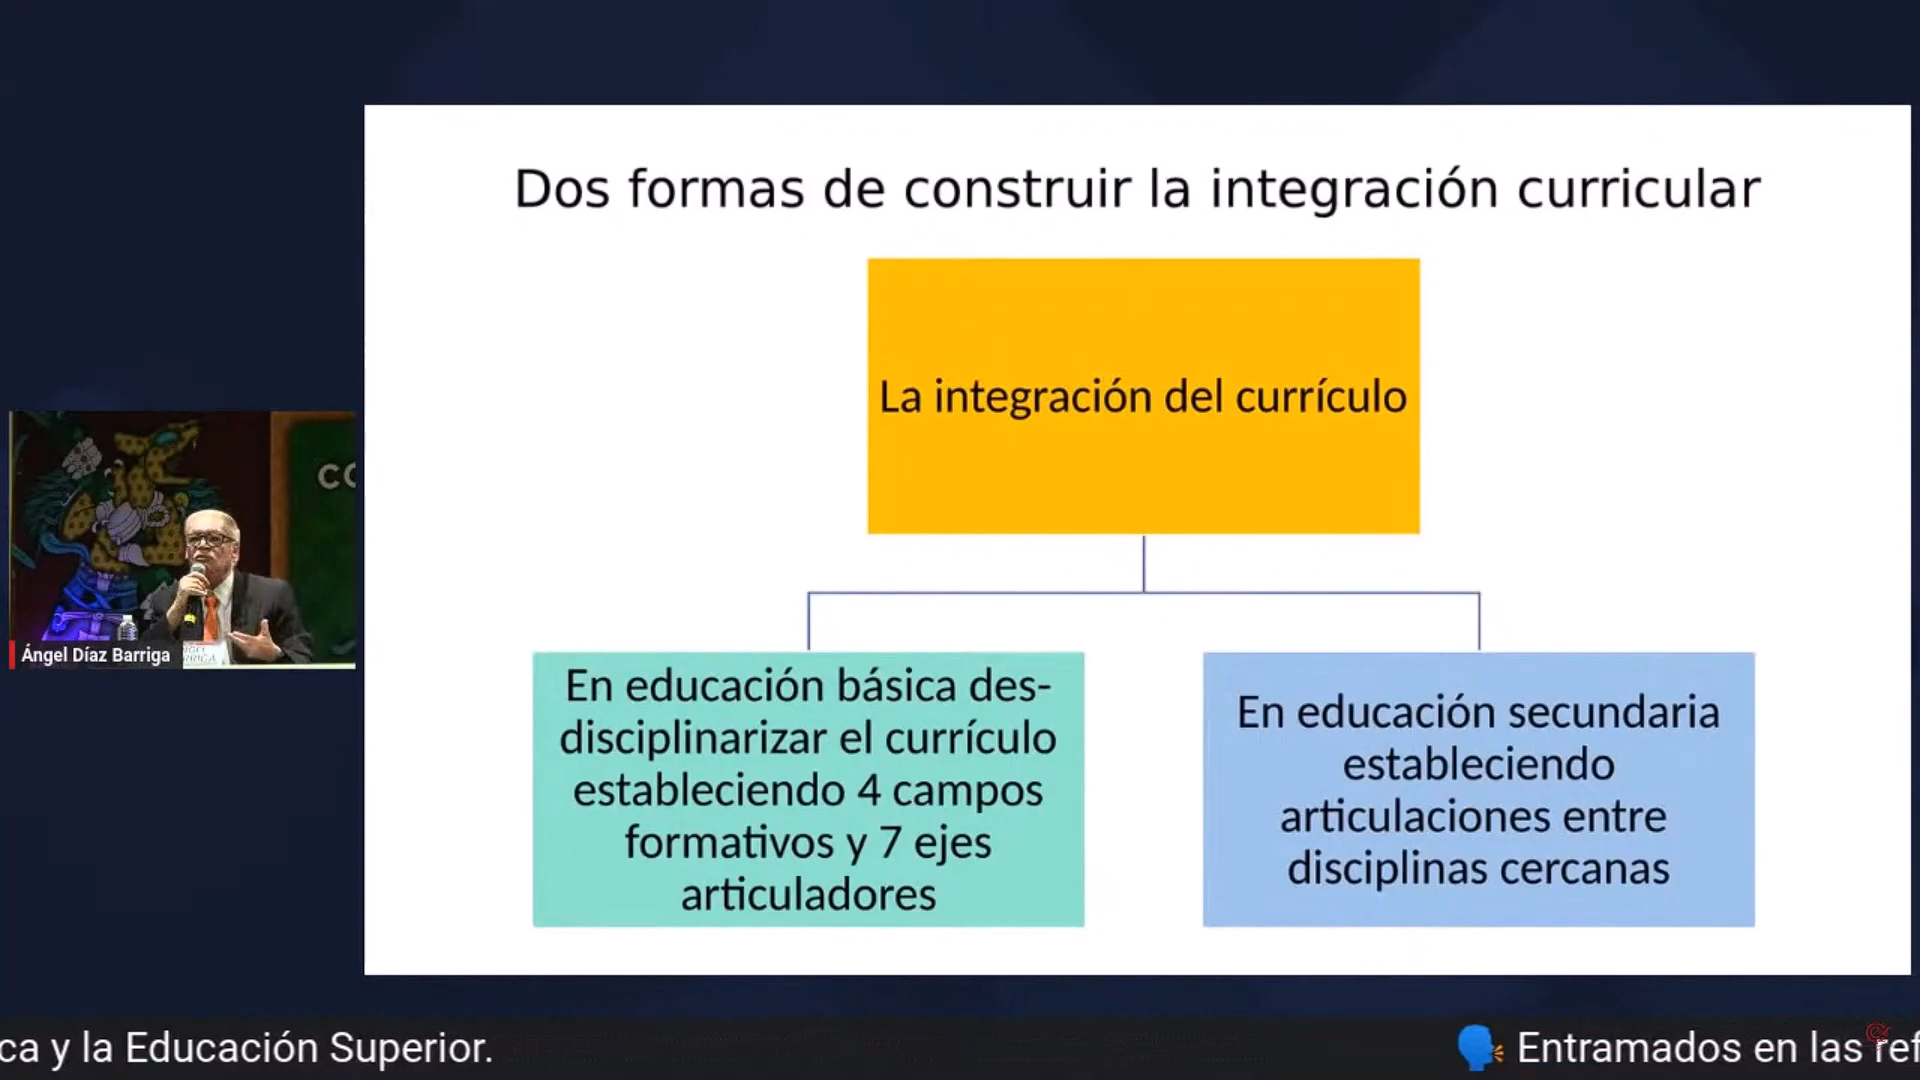 Dos formas de construir la integración curricular
La integración del currículo
En educación básica des-
disciplinarizar el currículo
estableciendo 4 campos
formativos y 7 ejes
articuladores
En educación secundaria
estableciendo
articulaciones entre
disciplinas cercanas
CO
Ángel Díaz Barriga
ca y la Educación Superior.
Entramados en las ref